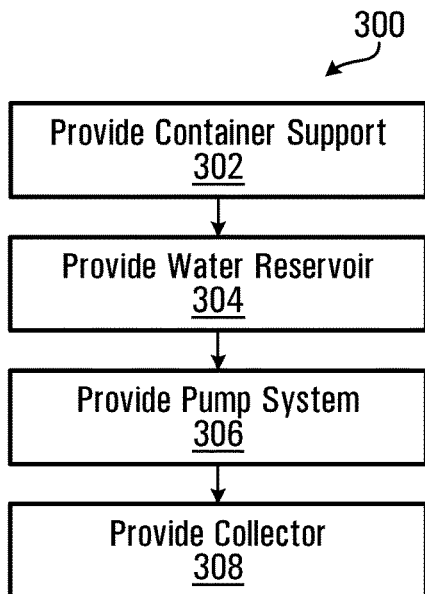 300
Provide Container Support
302
Provide Water Reservoir
304
Provide Pump System
306
Provide Collector
308